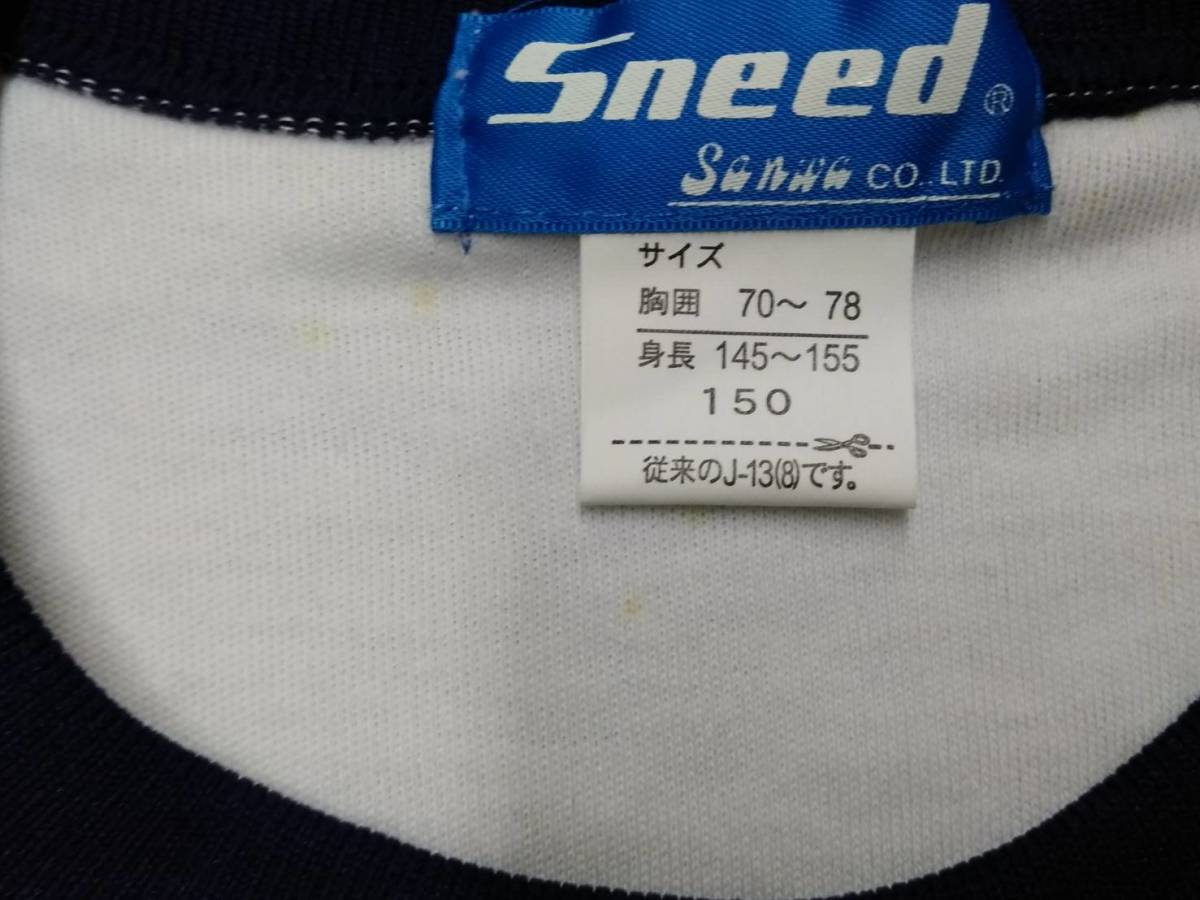 Sneed®
Sanwa CO.,LTD.
サイズ
胸囲 70〜78
身長 145〜155
150
従来のJ-13(8)です。